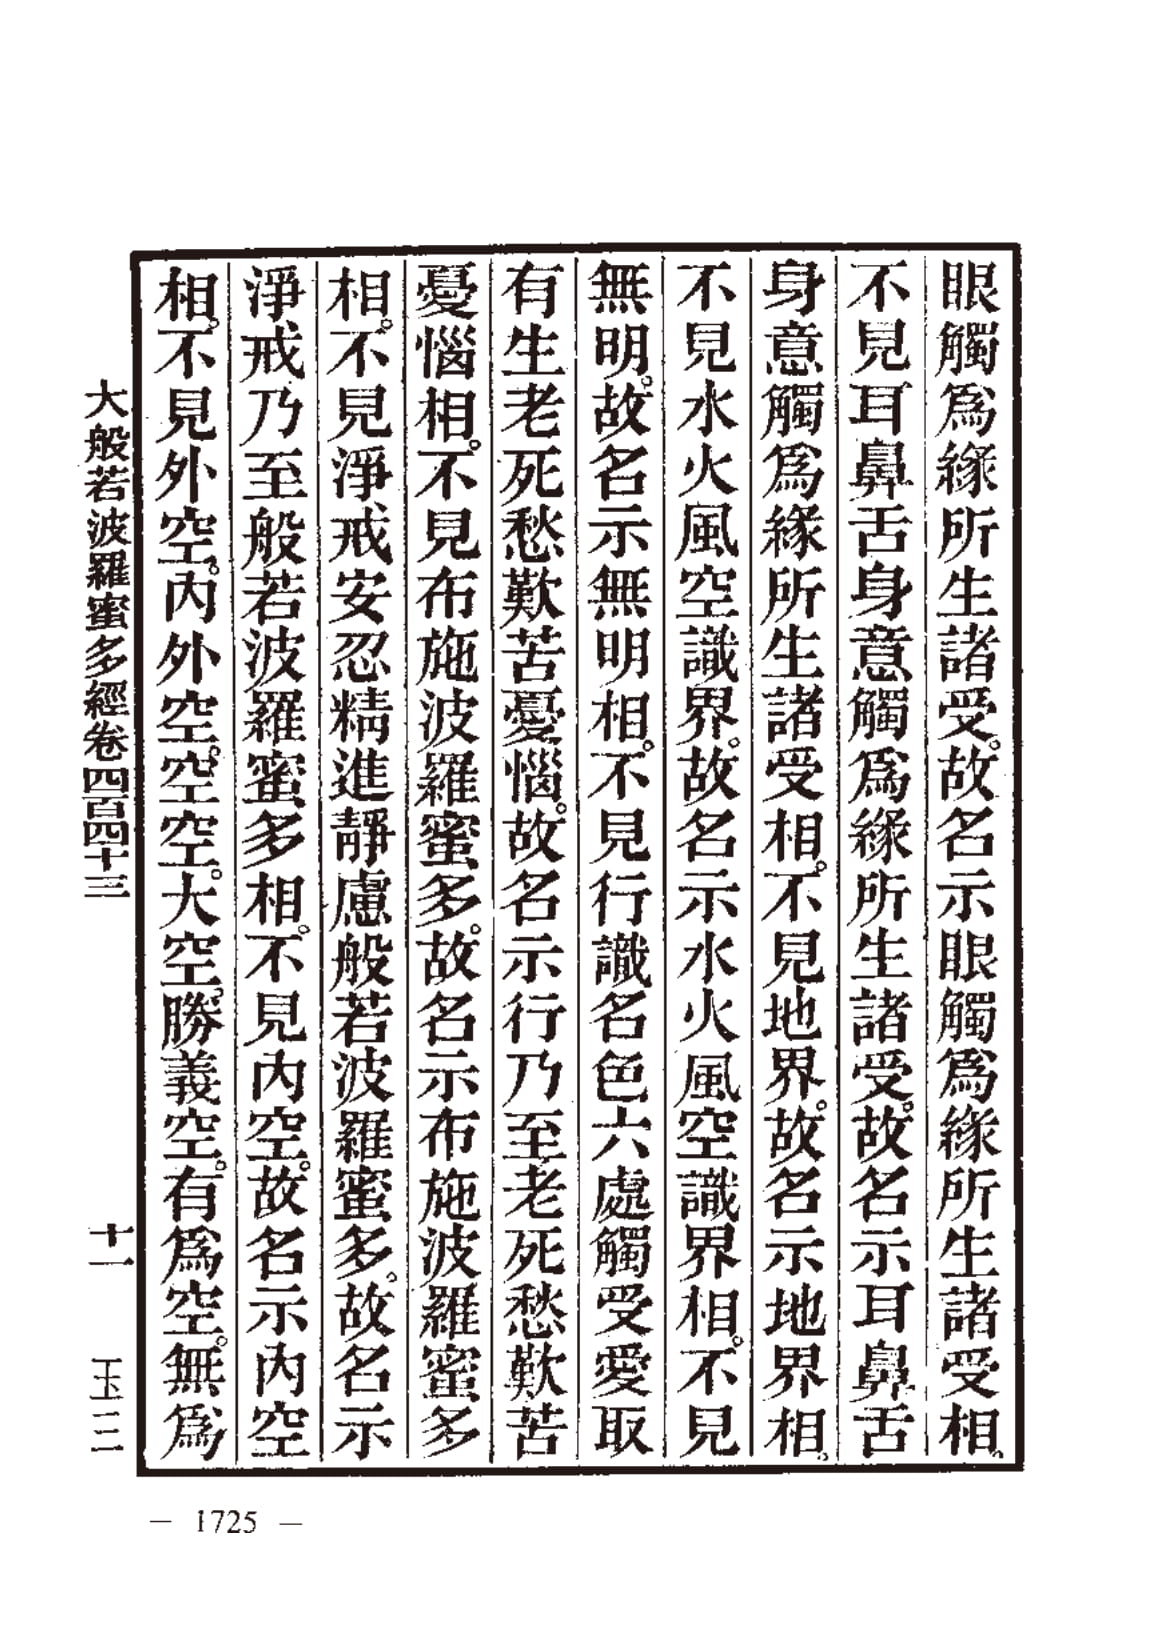 眼觸爲緣所生諸受。故名示眼觸爲緣所生諸受相。
不見耳鼻舌身意觸爲緣所生諸受。故名示耳鼻舌
身意觸爲緣所生諸受相。不見地界。故名示地界相。
不見水火風空識界。故名示水火風空識界相。不見
無明。故名示無明相。不見行識名色六處觸受愛取
有生老死愁歎苦憂惱。故名示行乃至老死愁歎苦
憂惱相。不見布施波羅蜜多。故名示布施波羅蜜多
相。不見淨戒安忍精進靜慮般若波羅蜜多。故名示
淨戒乃至般若波羅蜜多相。不見內空。故名示內空
相。不見外空。內外空。空空。大空。勝義空。有爲空。無爲
大般若波羅蜜多經卷四百四十三 十一 玉三
— 1725 —